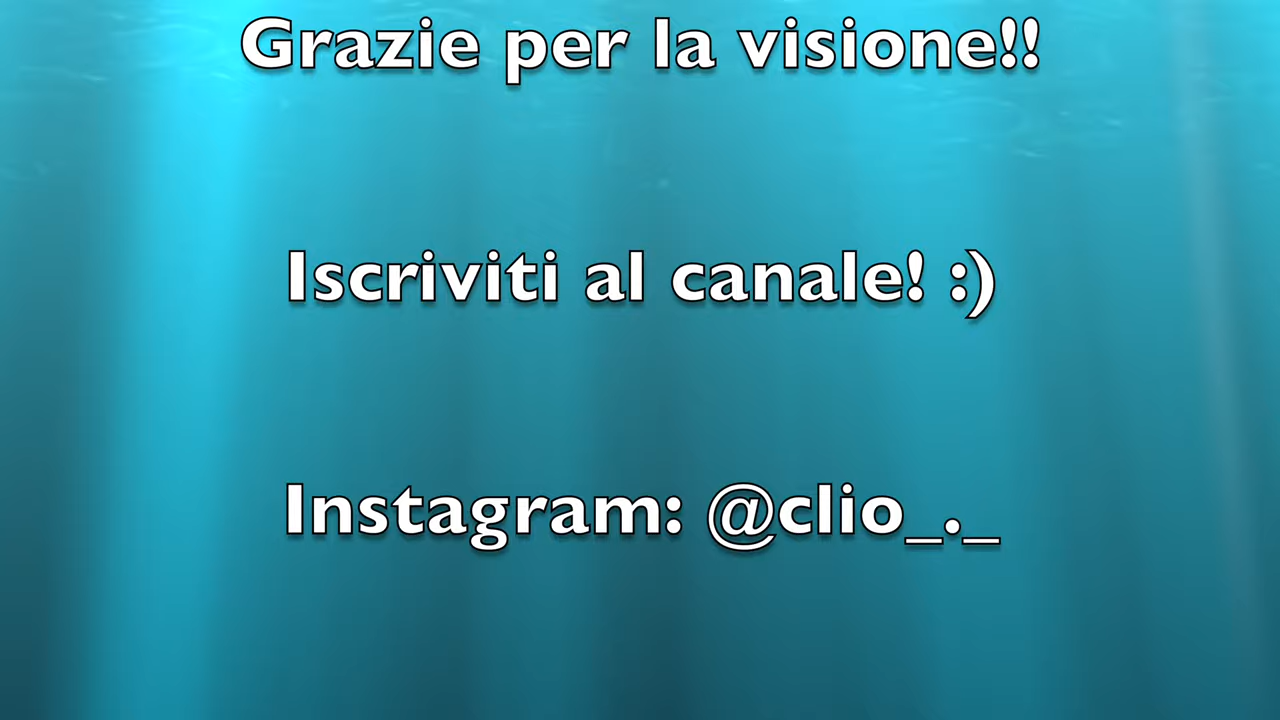 Grazie per la visione!!
Iscriviti al canale! :)
Instagram: @clio_._